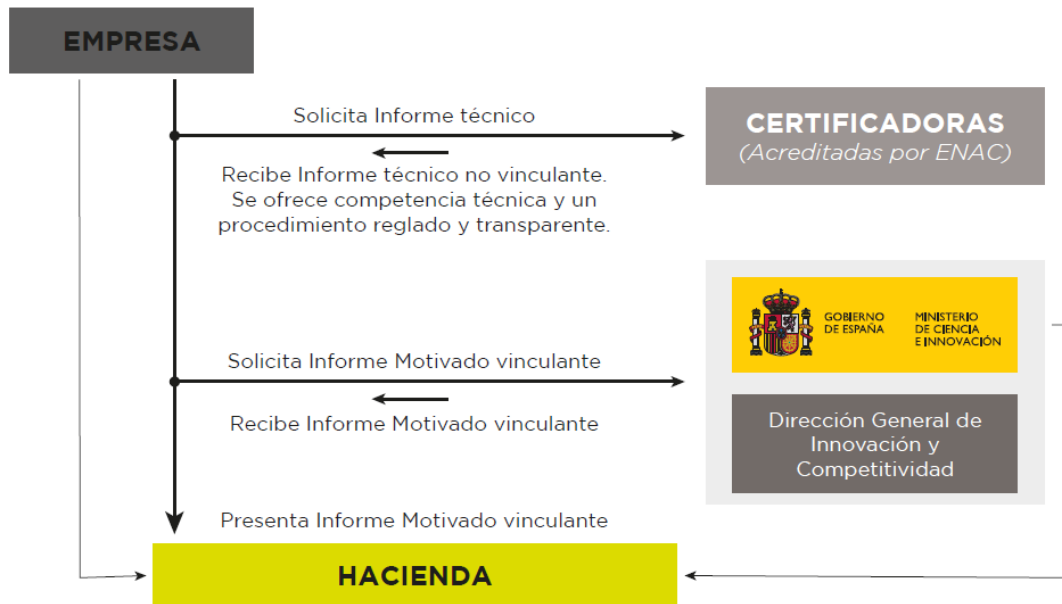 EMPRESA
Solicita Informe técnico
CERTIFICADORAS
(Acreditadas por ENAC)
Recibe Informe técnico no vinculante.
Se ofrece competencia técnica y un
procedimiento reglado y transparente.
GOBIERNO
DE ESPAÑA
MINISTERIO
DE CIENCIA
E INNOVACIÓN
Solicita Informe Motivado vinculante
Recibe Informe Motivado vinculante
Dirección General de
Innovación y
Competitividad
Presenta Informe Motivado vinculante
HACIENDA